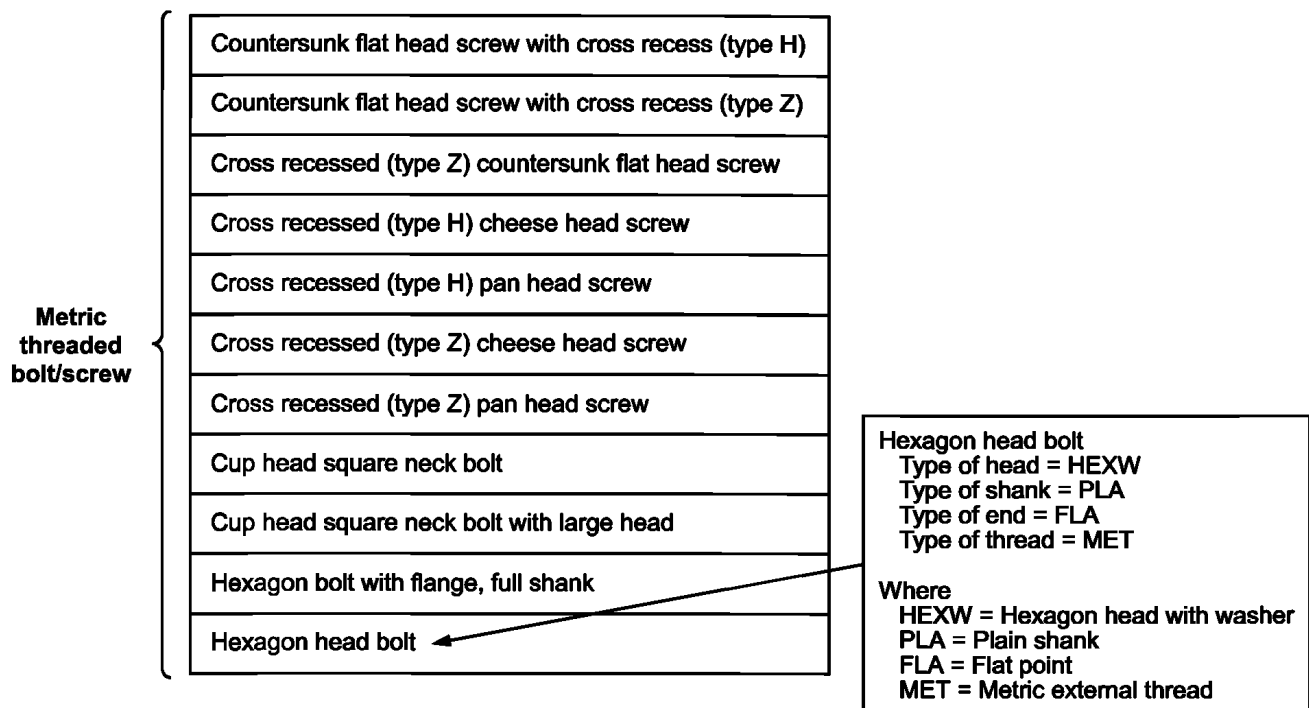 Metric
threaded
bolt/screw
Countersunk flat head screw with cross recess (type H)
Countersunk flat head screw with cross recess (type Z)
Cross recessed (type Z) countersunk flat head screw
Cross recessed (type H) cheese head screw
Cross recessed (type H) pan head screw
Cross recessed (type Z) cheese head screw
Cross recessed (type Z) pan head screw
Cup head square neck bolt
Cup head square neck bolt with large head
Hexagon bolt with flange, full shank
Hexagon head bolt
Hexagon head bolt
Type of head = HEXW
Type of shank = PLA
Type of end = FLA
Type of thread = MET
Where
HEXW = Hexagon head with washer
PLA = Plain shank
FLA = Flat point
MET = Metric external thread